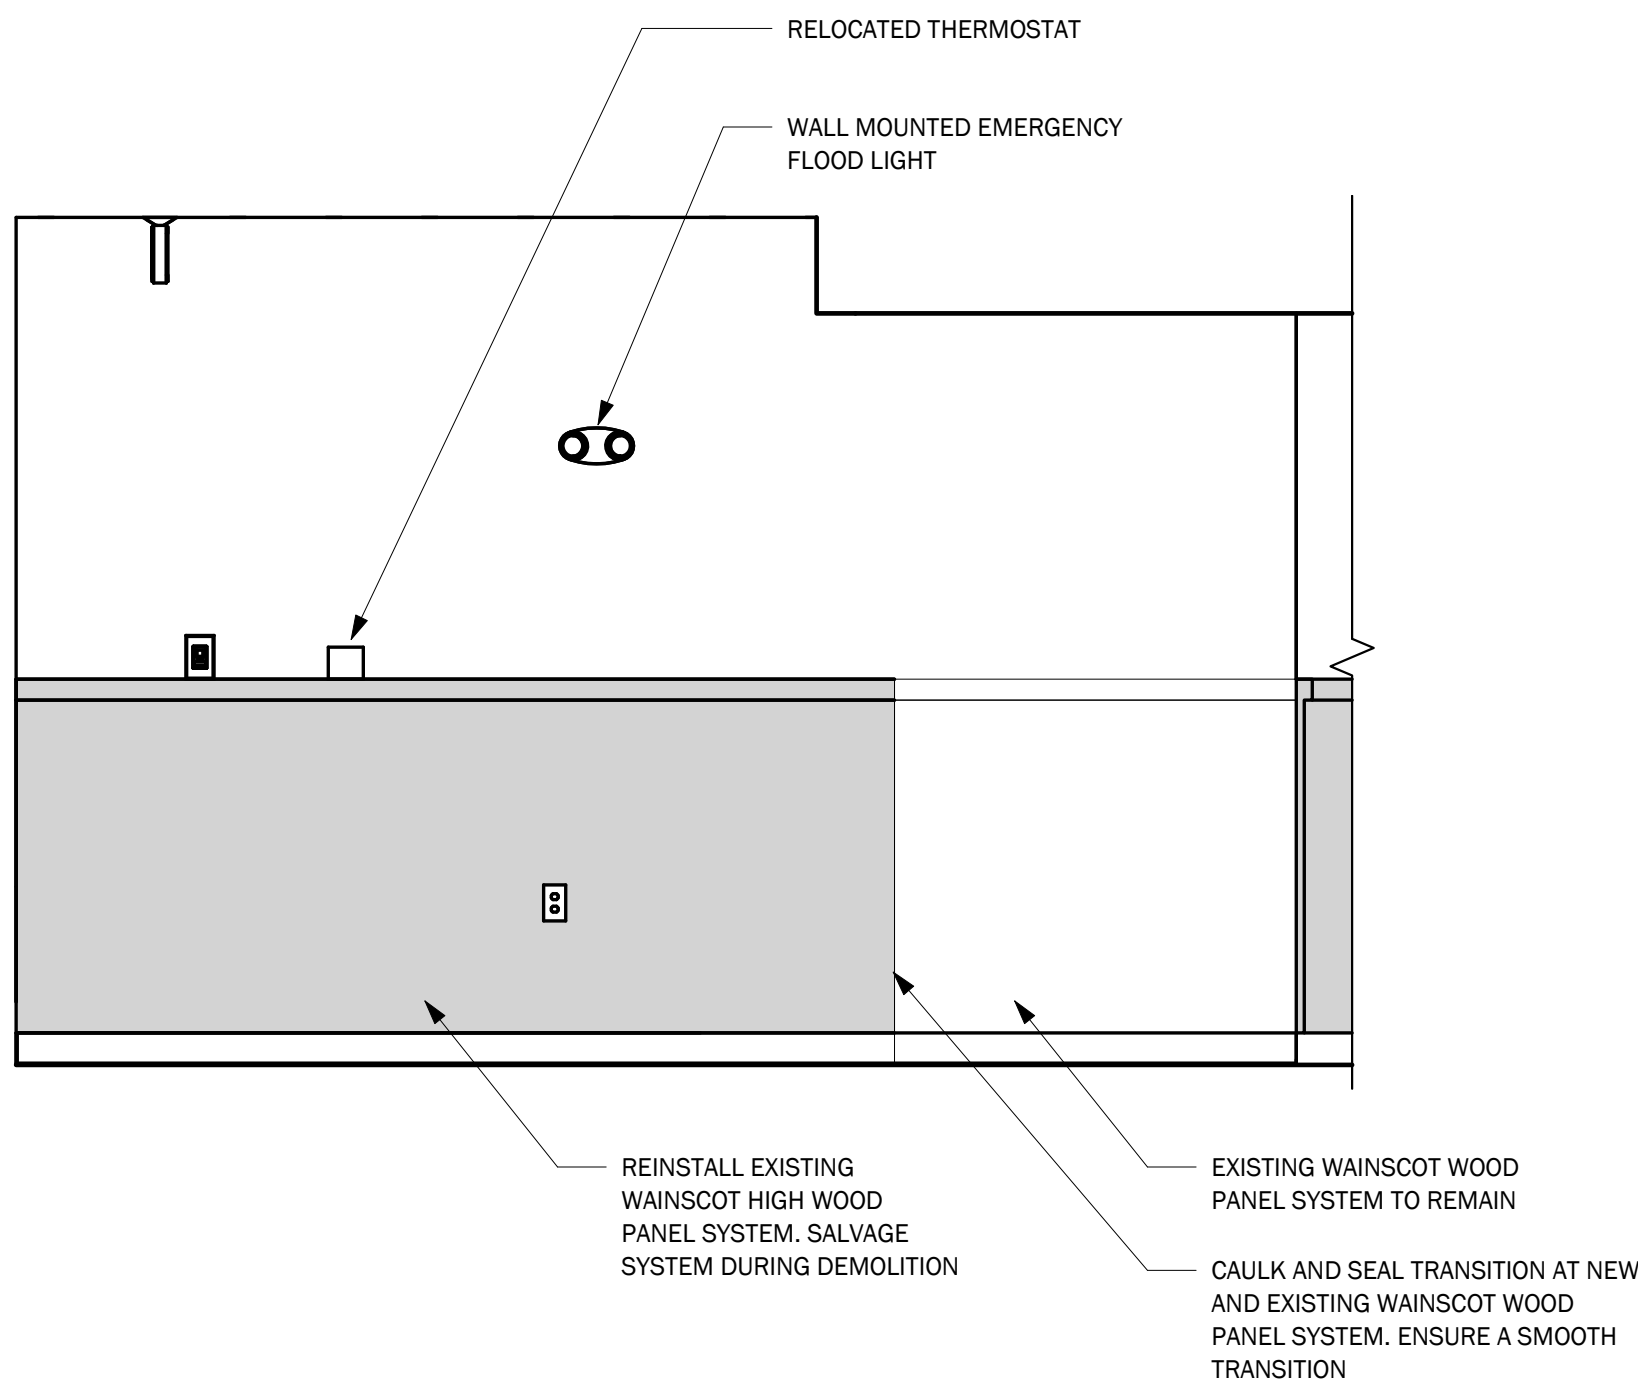 RELOCATED THERMOSTAT
WALL MOUNTED EMERGENCY
FLOOD LIGHT
REINSTALL EXISTING
WAINSCOT HIGH WOOD
PANEL SYSTEM. SALVAGE
SYSTEM DURING DEMOLITION
EXISTING WAINSCOT WOOD
PANEL SYSTEM TO REMAIN
CAULK AND SEAL TRANSITION AT NEW
AND EXISTING WAINSCOT WOOD
PANEL SYSTEM. ENSURE A SMOOTH
TRANSITION